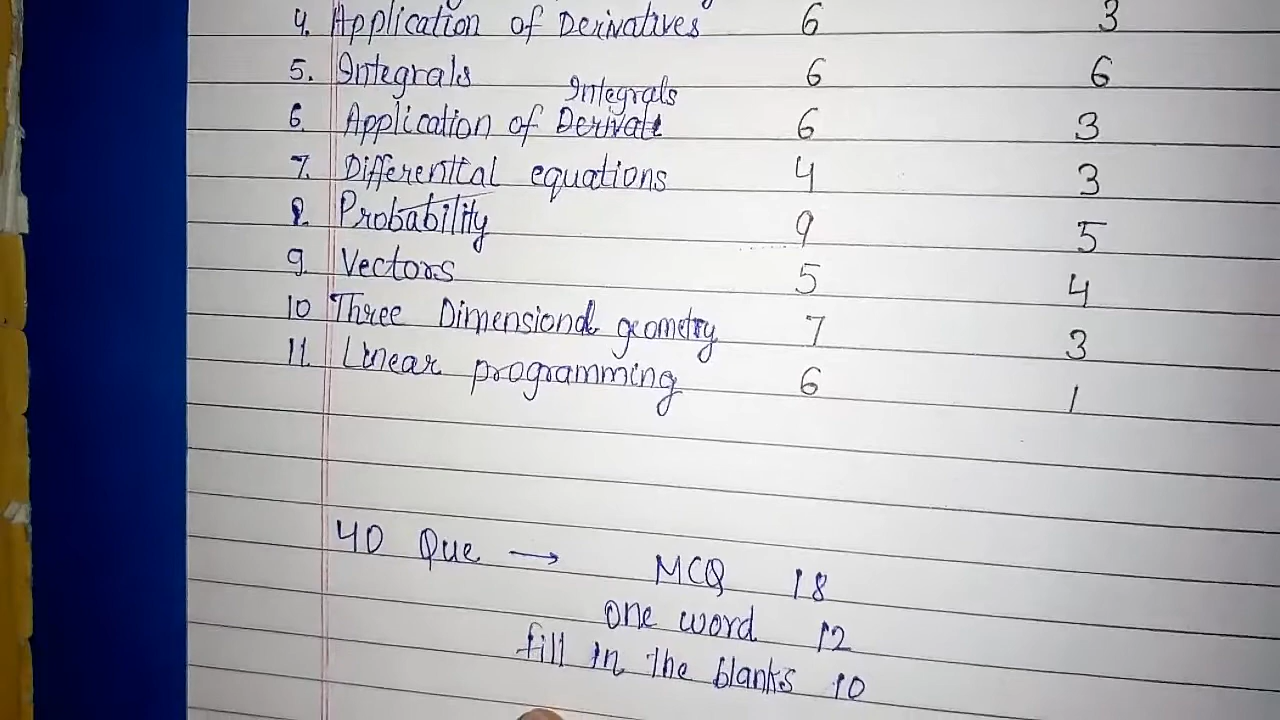 4. Application of Derivatives 6 3
5. Integrals 6 6
Integrals
6. Application of Derivate 6 3
7. Differential equations 4 3
8. Probability 9 5
9. Vectors 5 4
10 Three Dimensional geometry 7 3
11. Linear programming 6 1
40 Que → MCQ 18
one word 12
fill in the blanks 10